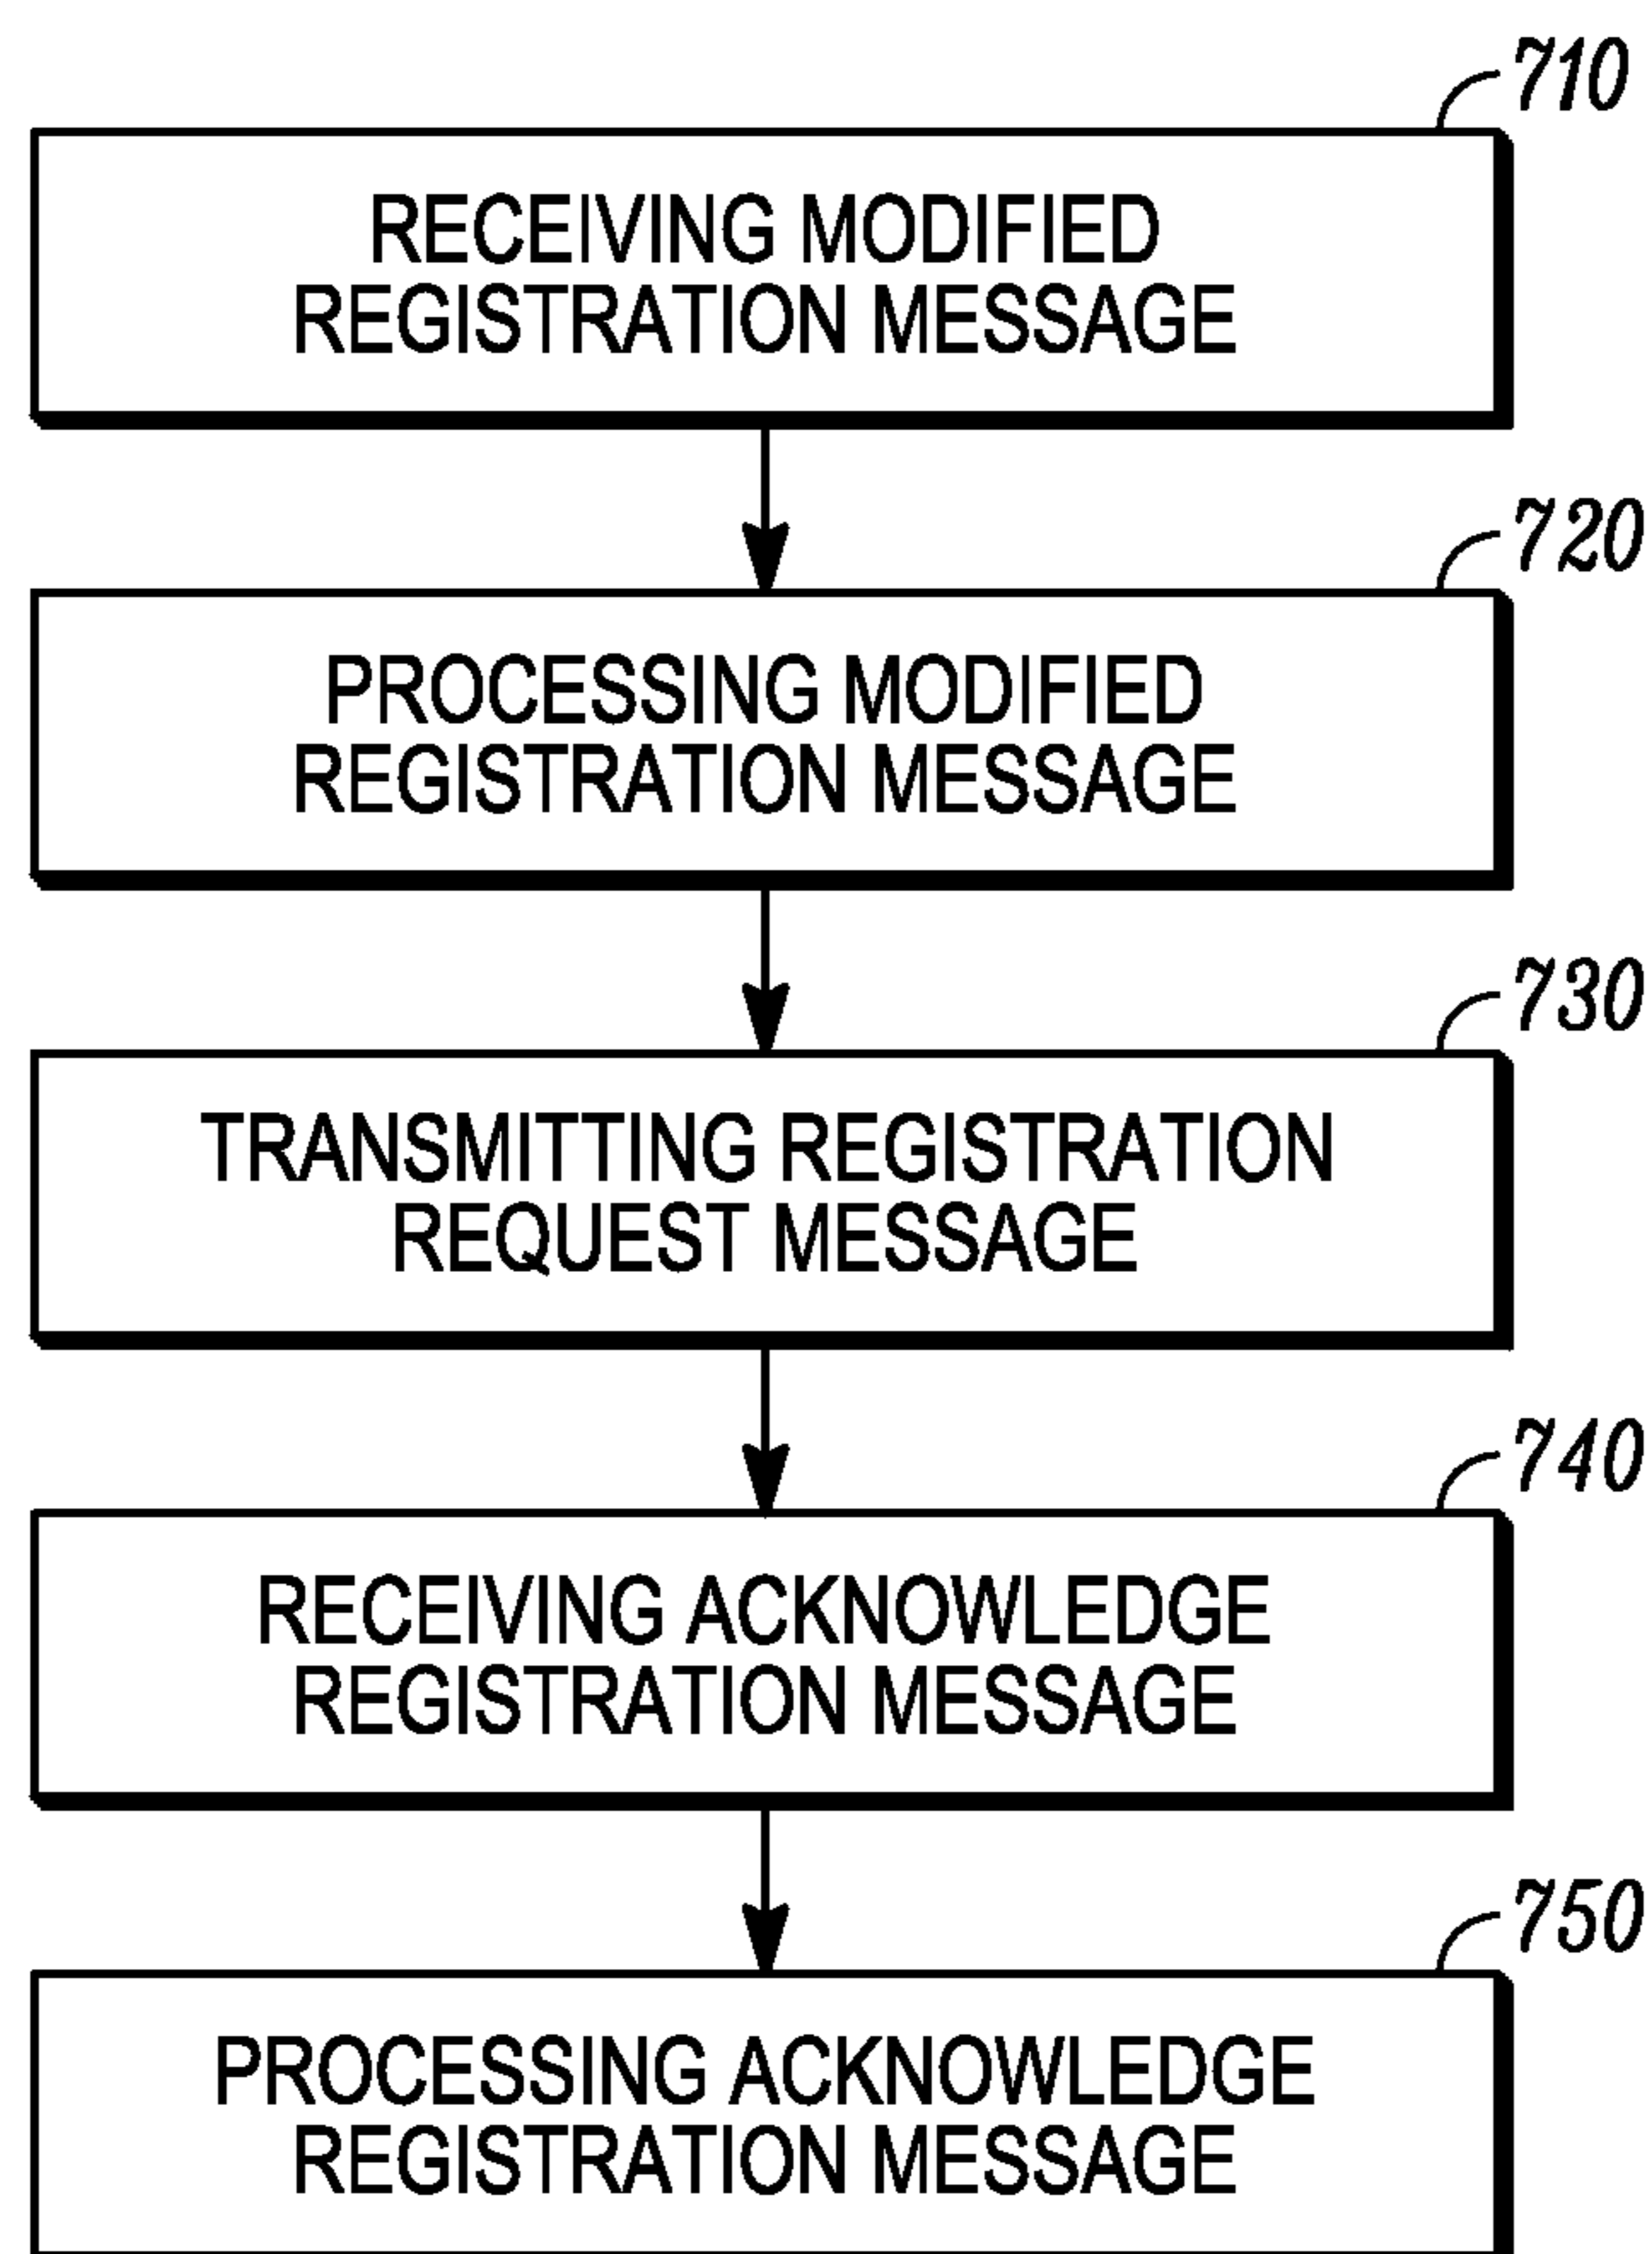 710
RECEIVING MODIFIED
REGISTRATION MESSAGE
720
PROCESSING MODIFIED
REGISTRATION MESSAGE
730
TRANSMITTING REGISTRATION
REQUEST MESSAGE
740
RECEIVING ACKNOWLEDGE
REGISTRATION MESSAGE
750
PROCESSING ACKNOWLEDGE
REGISTRATION MESSAGE